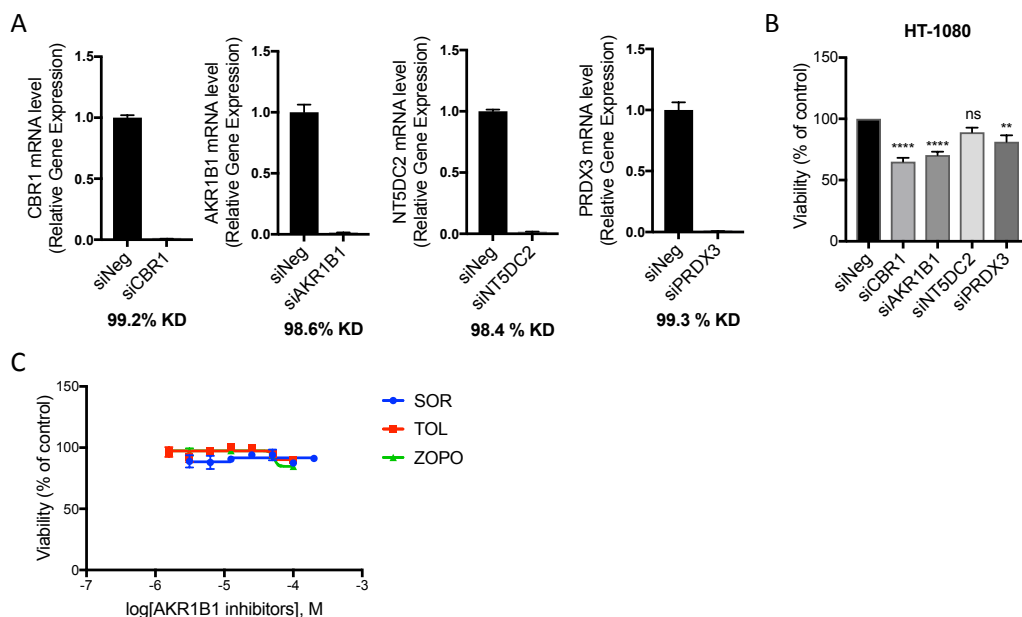 A
CBR1 mRNA level
(Relative Gene Expression)
1.5
1.0
0.5
0.0
siNeg
siCBR1
99.2% KD
AKR1B1 mRNA level
(Relative Gene Expression)
1.5
1.0
0.5
0.0
siNeg
siAKR1B1
98.6% KD
NT5DC2 mRNA level
(Relative Gene Expression)
1.5
1.0
0.5
0.0
siNeg
siNT5DC2
98.4 % KD
PRDX3 mRNA level
(Relative Gene Expression)
1.5
1.0
0.5
0.0
siNeg
siPRDX3
99.3 % KD
B
HT-1080
Viability (% of control)
150
100
50
0
****
****
ns
**
siNeg
siCBR1
siAKR1B1
siNT5DC2
siPRDX3
C
Viability (% of control)
150
100
50
0
-7
-6
-5
-4
-3
log[AKR1B1 inhibitors], M
SOR
TOL
ZOPO